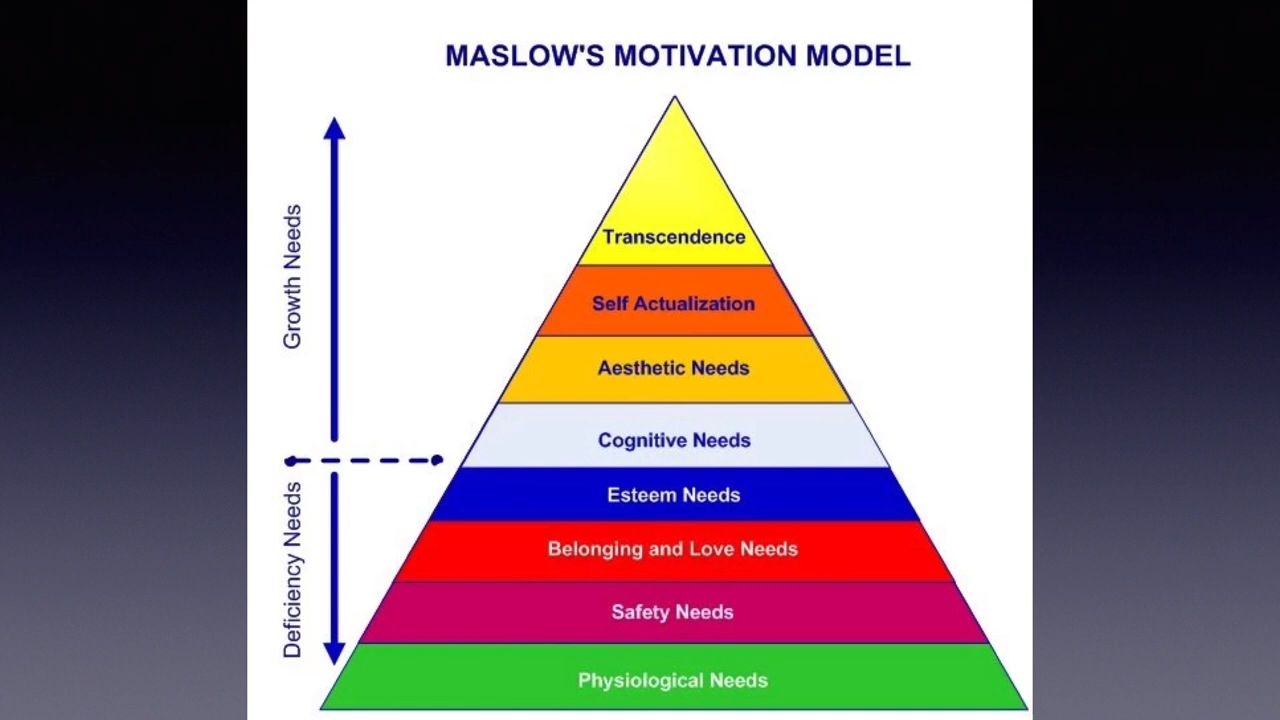 MASLOW'S MOTIVATION MODEL
Growth Needs
Transcendence
Self Actualization
Aesthetic Needs
Cognitive Needs
Deficiency Needs
Esteem Needs
Belonging and Love Needs
Safety Needs
Physiological Needs